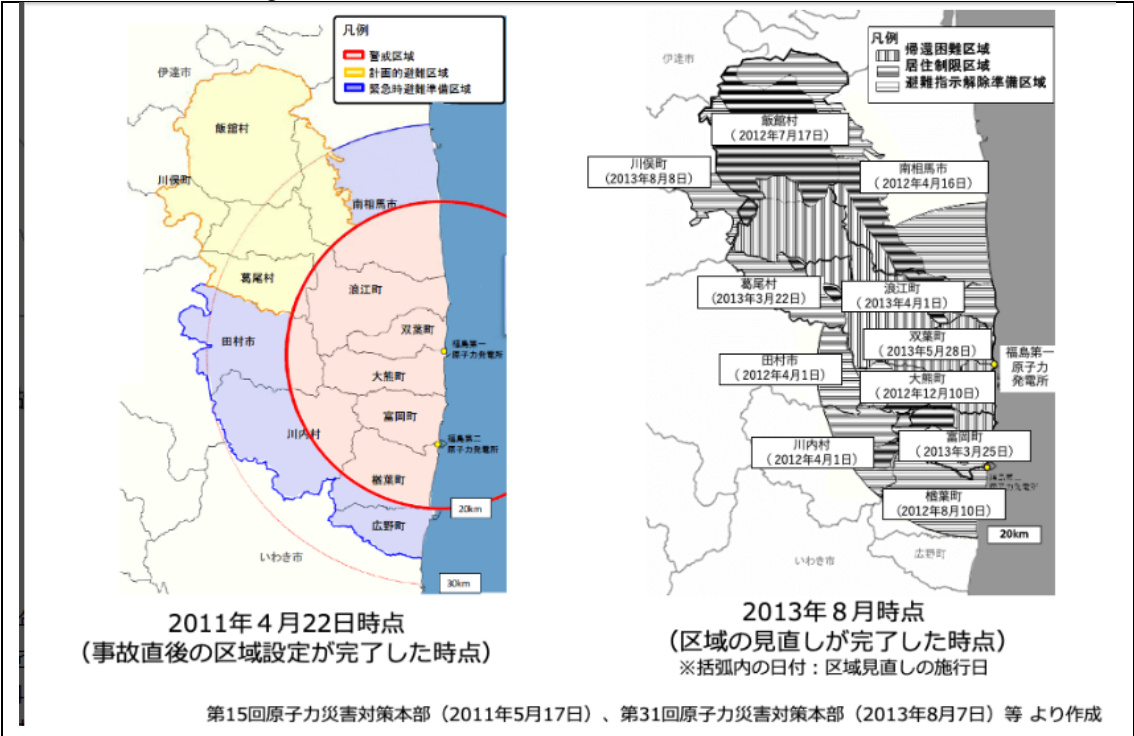 凡例
警戒区域
計画的避難区域
緊急時避難準備区域
伊達市
飯舘村
川俣町
南相馬市
葛尾村
浪江町
双葉町
田村市
福島第一
原子力発電所
大熊町
富岡町
川内村
福島第二
原子力発電所
楢葉町
20km
広野町
いわき市
30km
2011年4月22日時点
（事故直後の区域設定が完了した時点）
凡例
帰還困難区域
居住制限区域
避難指示解除準備区域
伊達市
飯舘村
（2012年7月17日）
川俣町
(2013年8月8日)
南相馬市
（2012年4月16日）
葛尾村
(2013年3月22日)
浪江町
（2013年4月1日）
双葉町
（2013年5月28日）
福島第一
原子力
発電所
田村市
（2012年4月1日）
大熊町
（2012年12月10日）
富岡町
（2013年3月25日）
川内村
（2012年4月1日）
楢葉町
(2012年8月10日)
20km
広野町
いわき市
2013年８月時点
（区域の見直しが完了した時点）
※括弧内の日付：区域見直しの施行日
第15回原子力災害対策本部（2011年5月17日）、第31回原子力災害対策本部（2013年8月7日）等 より作成